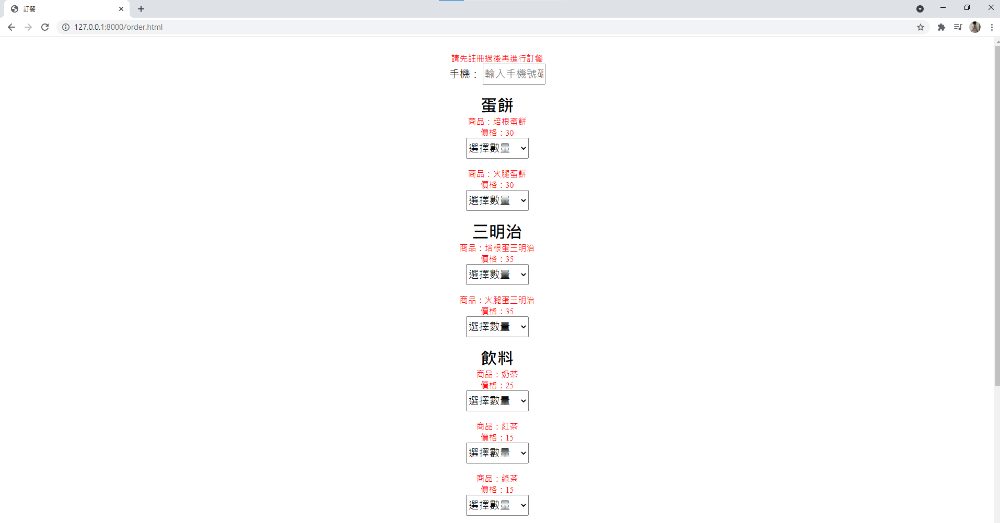 訂餐
127.0.0.1:8000/order.html
請先註冊過後再進行訂餐
手機：
輸入手機號碼
蛋餅
商品：培根蛋餅
價格：30
選擇數量
商品：火腿蛋餅
價格：30
選擇數量
三明治
商品：培根蛋三明治
價格：35
選擇數量
商品：火腿蛋三明治
價格：35
選擇數量
飲料
商品：奶茶
價格：25
選擇數量
商品：紅茶
價格：15
選擇數量
商品：綠茶
價格：15
選擇數量